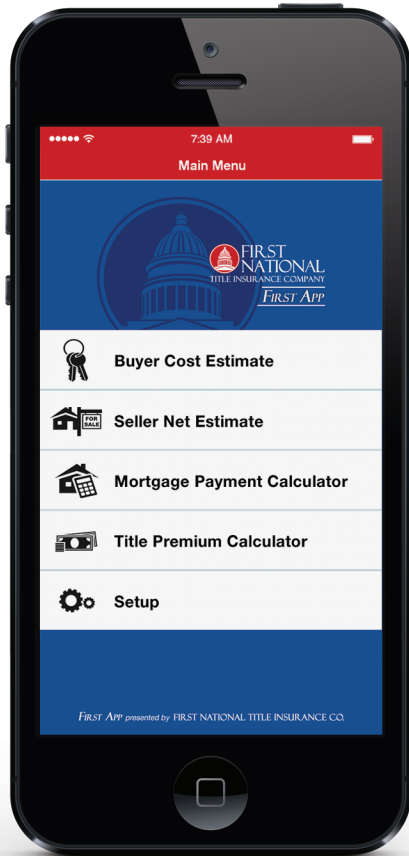 7:39 AM
Main Menu
FIRST
NATIONAL
TITLE INSURANCE COMPANY
FIRST APP
Buyer Cost Estimate
FOR
SALE
Seller Net Estimate
Mortgage Payment Calculator
Title Premium Calculator
Setup
FIRST APP presented by FIRST NATIONAL TITLE INSURANCE CO.